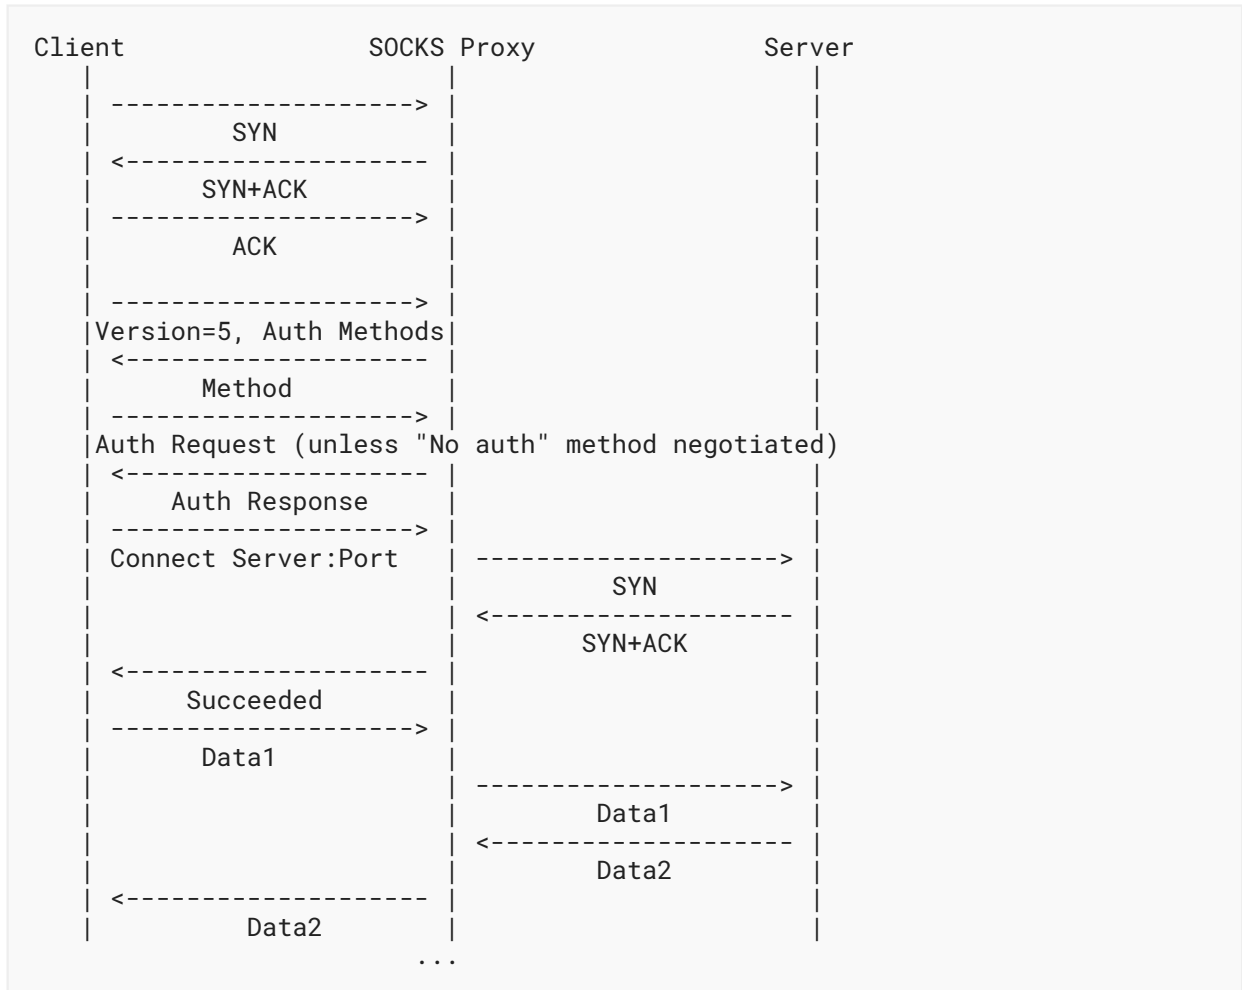 Client SOCKS Proxy Server
SYN
SYN+ACK
ACK
Version=5, Auth Methods
Method
Auth Request (unless "No auth" method negotiated)
Auth Response
Connect Server:Port
SYN
SYN+ACK
Succeeded
Data1
Data1
Data2
Data2
...